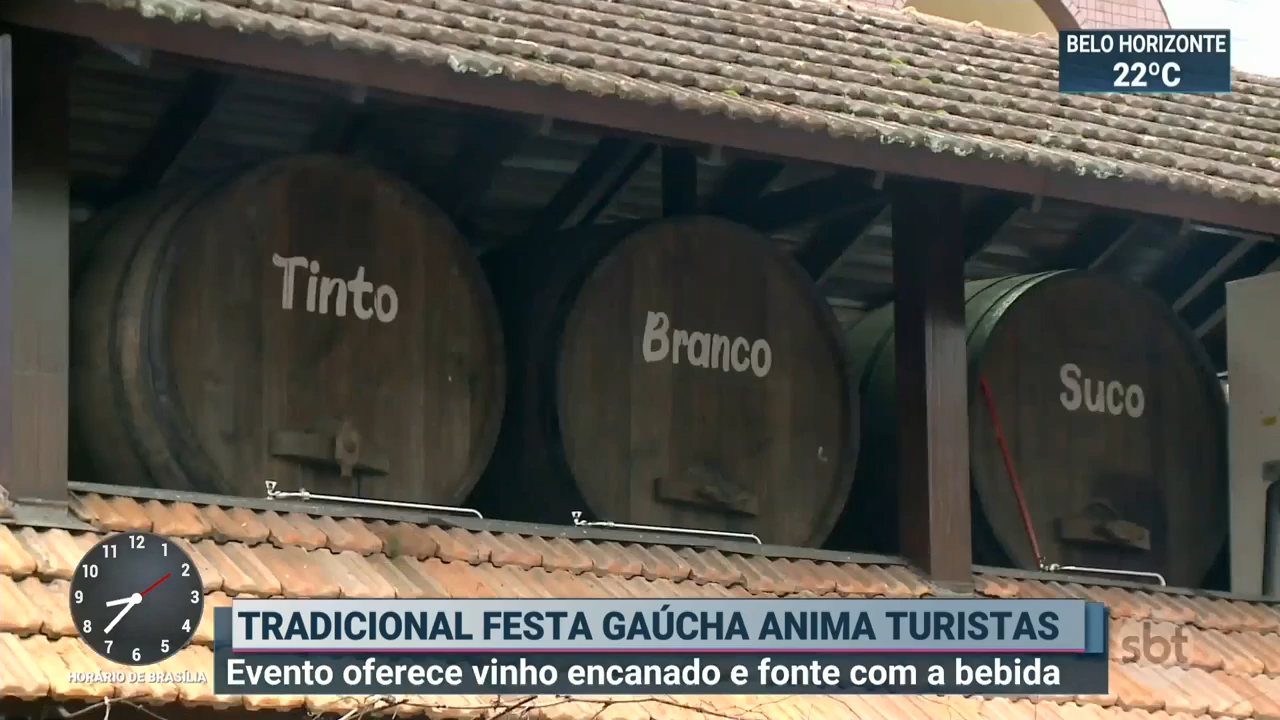 BELO HORIZONTE
22ºC
Tinto
Branco
Suco
12
1
2
3
4
5
6
7
8
9
10
11
HORÁRIO DE BRASÍLIA
TRADICIONAL FESTA GAÚCHA ANIMA TURISTAS
sbt
Evento oferece vinho encanado e fonte com a bebida